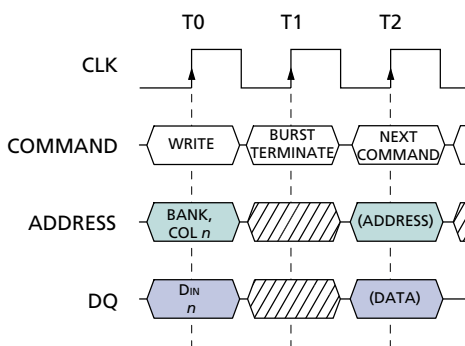 T0 T1 T2
CLK
COMMAND WRITE BURST TERMINATE NEXT COMMAND
ADDRESS BANK, COL n (ADDRESS)
DQ DIN n (DATA)